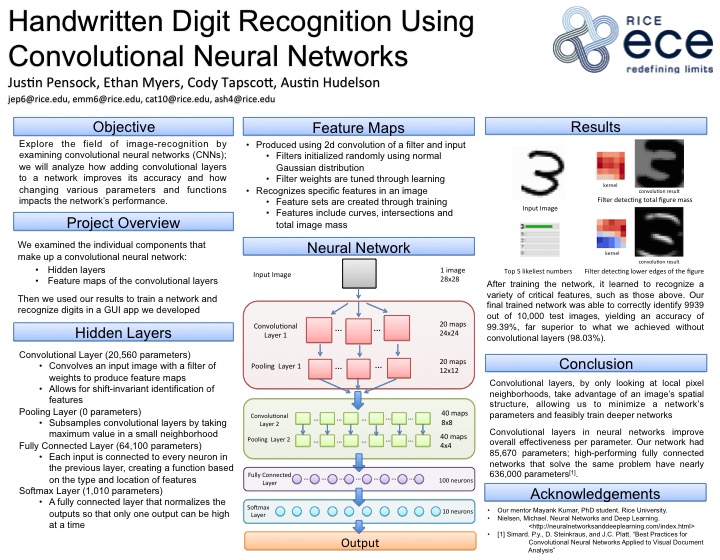 Handwritten Digit Recognition Using
Convolutional Neural Networks
Justin Pensock, Ethan Myers, Cody Tapscott, Austin Hudelson
jep6@rice.edu, emm6@rice.edu, cat10@rice.edu, ash4@rice.edu
RICE
ece
redefining limits
Objective
Explore the field of image-recognition by
examining convolutional neural networks (CNNs);
we will analyze how adding convolutional layers
to a network improves its accuracy and how
changing various parameters and functions
impacts the network's performance.
Project Overview
We examined the individual components that
make up a convolutional neural network:
• Hidden layers
• Feature maps of the convolutional layers
Then we used our results to train a network and
recognize digits in a GUI app we developed
Hidden Layers
Convolutional Layer (20,560 parameters)
• Convolves an input image with a filter of
weights to produce feature maps
• Allows for shift-invariant identification of
features
Pooling Layer (0 parameters)
• Subsamples convolutional layers by taking
maximum value in a small neighborhood
Fully Connected Layer (64,100 parameters)
• Each input is connected to every neuron in
the previous layer, creating a function based
on the type and location of features
Softmax Layer (1,010 parameters)
• A fully connected layer that normalizes the
outputs so that only one output can be high
at a time
Feature Maps
• Produced using 2d convolution of a filter and input
• Filters initialized randomly using normal
Gaussian distribution
• Filter weights are tuned through learning
• Recognizes specific features in an image
• Feature sets are created through training
• Features include curves, intersections and
total image mass
Neural Network
Input Image
1 image
28x28
Convolutional
Layer 1
... ...
20 maps
24x24
Pooling Layer 1
... ...
20 maps
12x12
Convolutional
Layer 2
40 maps
8x8
Pooling Layer 2
40 maps
4x4
Fully Connected
Layer
100 neurons
Softmax
Layer
10 neurons
Output
Results
3
Input Image
kernel
convolution result
Filter detecting total figure mass
Top 5 likeliest numbers
kernel
convolution result
Filter detecting lower edges of the figure
After training the network, it learned to recognize a
variety of critical features, such as those above. Our
final trained network was able to correctly identify 9939
out of 10,000 test images, yielding an accuracy of
99.39%, far superior to what we achieved without
convolutional layers (98.03%).
Conclusion
Convolutional layers, by only looking at local pixel
neighborhoods, take advantage of an image's spatial
structure, allowing us to minimize a network's
parameters and feasibly train deeper networks
Convolutional layers in neural networks improve
overall effectiveness per parameter. Our network had
85,670 parameters; high-performing fully connected
networks that solve the same problem have nearly
636,000 parameters[1].
Acknowledgements
• Our mentor Mayank Kumar, PhD student. Rice University.
• Nielsen, Michael. Neural Networks and Deep Learning.
<http://neuralnetworksanddeeplearning.com/index.html>
• [1] Simard. P.y., D. Steinkraus, and J.C. Platt. "Best Practices for
Convolutional Neural Networks Applied to Visual Document
Analysis"